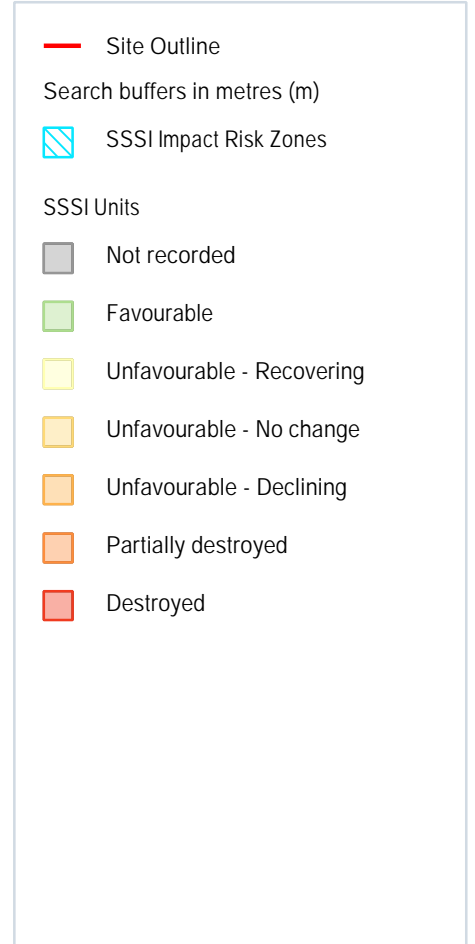 Site Outline
Search buffers in metres (m)
SSSI Impact Risk Zones
SSSI Units
Not recorded
Favourable
Unfavourable - Recovering
Unfavourable - No change
Unfavourable - Declining
Partially destroyed
Destroyed